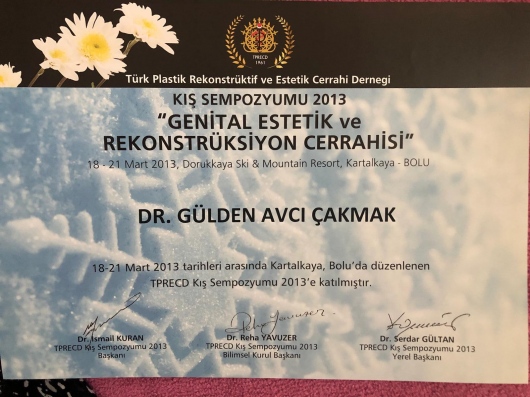 TPRECD
1961
Türk Plastik Rekonstrüktif ve Estetik Cerrahi Dernegi
KIŞ SEMPOZYUMU 2013
"GENİTAL ESTETİK ve
REKONSTRÜKSİYON CERRAHİSİ"
18 - 21 Mart 2013, Dorukkaya Ski & Mountain Resort, Kartalkaya - BOLU
DR. GÜLDEN AVCI ÇAKMAK
18-21 Mart 2013 tarihleri arasında Kartalkaya, Bolu'da düzenlenen
TPRECD Kış Sempozyumu 2013'e katılmıştır.
Dr. İsmail KURAN
TPRECD Kış Sempozyumu 2013
Başkanı
Dr. Reha YAVUZER
TPRECD Kış Sempozyumu 2013
Bilimsel Kurul Başkanı
Dr. Serdar GÜLTAN
TPRECD Kış Sempozyumu 2013
Yerel Başkanı